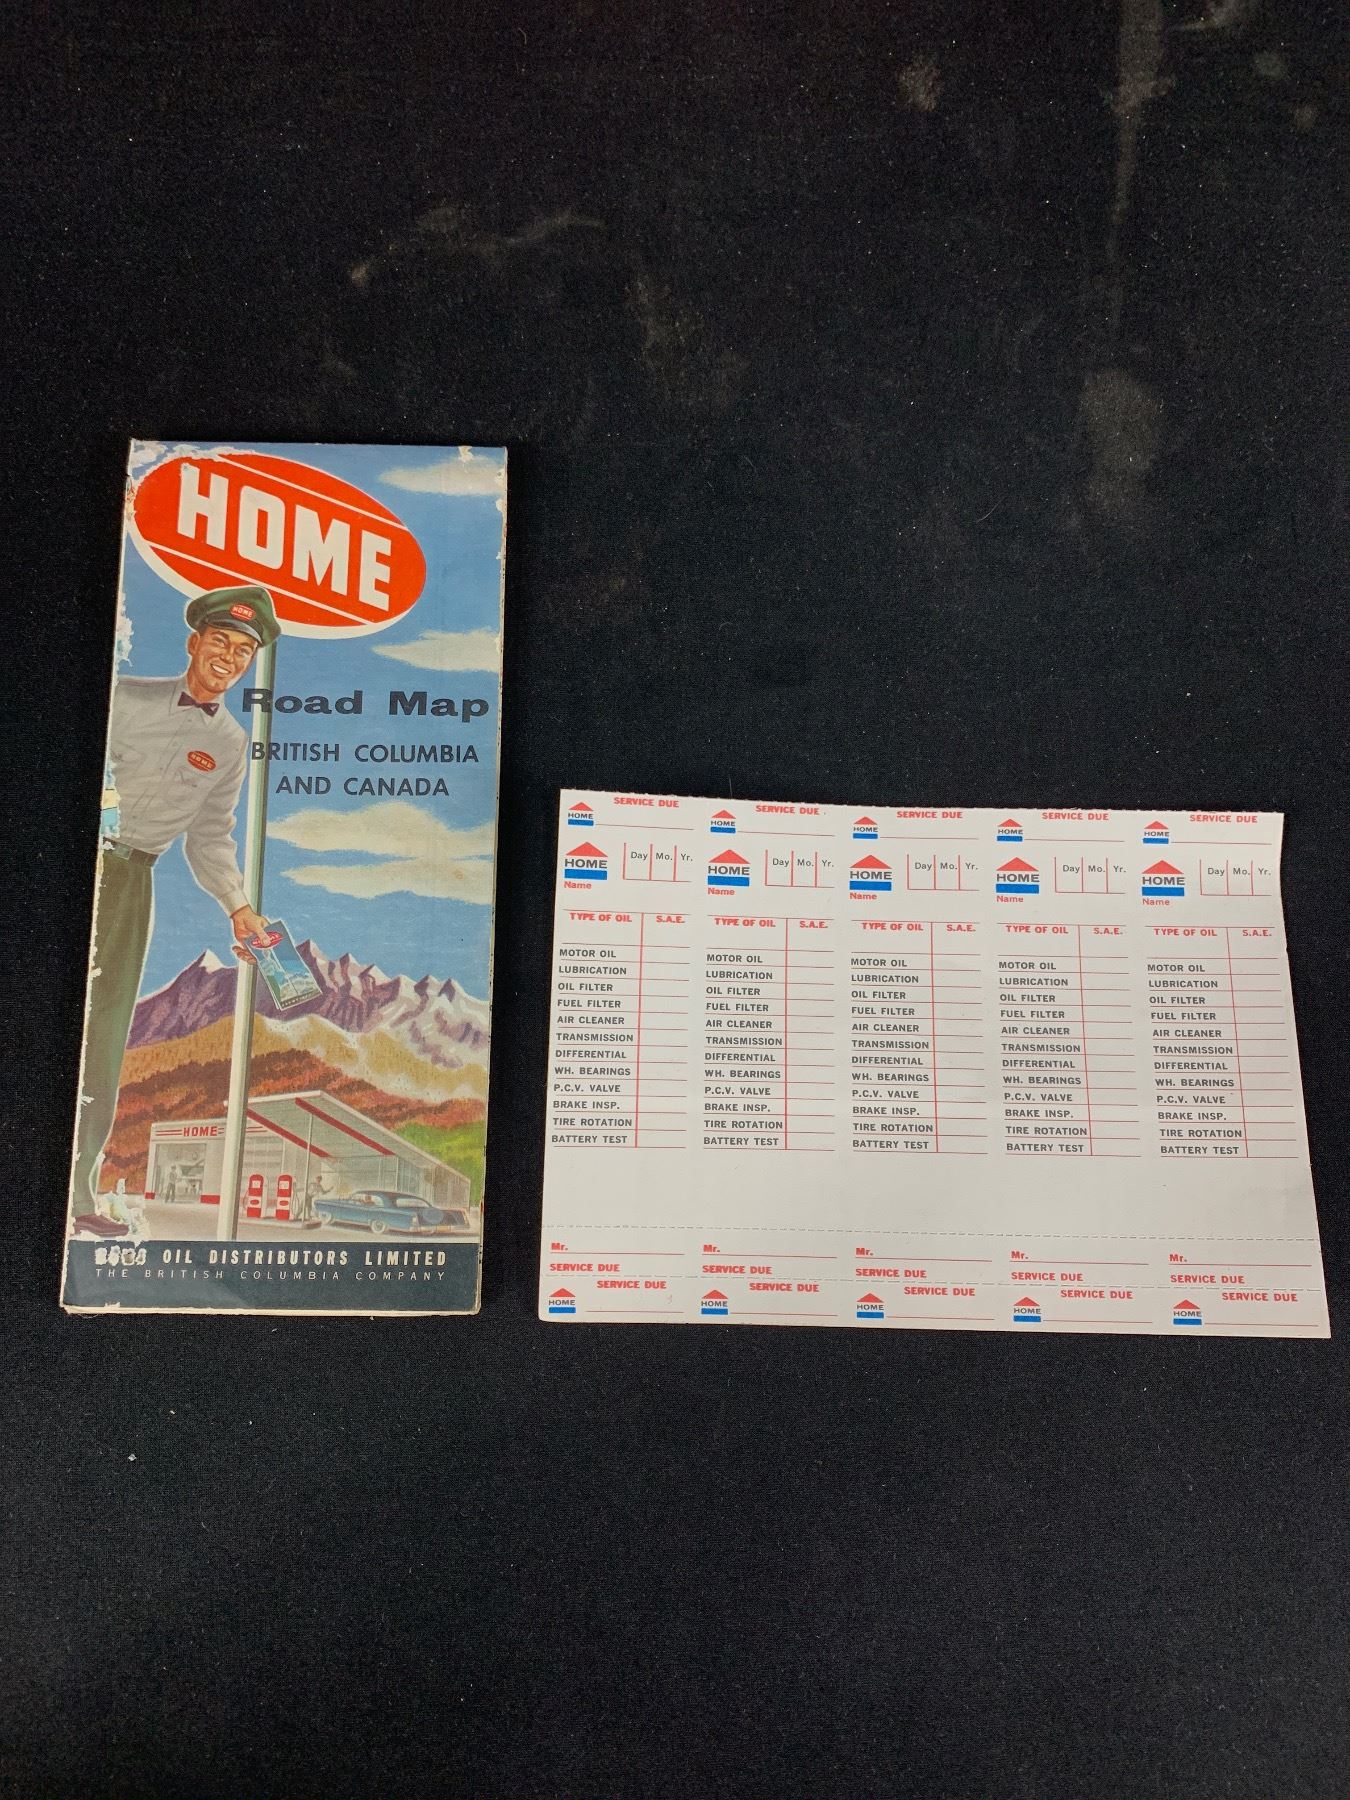 HOME
HOME
Road Map
HOME
BRITISH COLUMBIA
AND CANADA
HOME
HOME
OIL DISTRIBUTORS LIMITED
THE BRITISH COLUMBIA COMPANY
SERVICE DUE SERVICE DUE SERVICE DUE SERVICE DUE SERVICE DUE
HOME HOME HOME HOME HOME
Day Mo. Yr. Day Mo. Yr. Day Mo. Yr. Day Mo. Yr. Day Mo. Yr.
HOME HOME HOME HOME HOME
Name Name Name Name Name
TYPE OF OIL S.A.E. TYPE OF OIL S.A.E. TYPE OF OIL S.A.E. TYPE OF OIL S.A.E. TYPE OF OIL S.A.E.
MOTOR OIL MOTOR OIL MOTOR OIL MOTOR OIL MOTOR OIL
LUBRICATION LUBRICATION LUBRICATION LUBRICATION LUBRICATION
OIL FILTER OIL FILTER OIL FILTER OIL FILTER OIL FILTER
FUEL FILTER FUEL FILTER FUEL FILTER FUEL FILTER FUEL FILTER
AIR CLEANER AIR CLEANER AIR CLEANER AIR CLEANER AIR CLEANER
TRANSMISSION TRANSMISSION TRANSMISSION TRANSMISSION TRANSMISSION
DIFFERENTIAL DIFFERENTIAL DIFFERENTIAL DIFFERENTIAL DIFFERENTIAL
WH. BEARINGS WH. BEARINGS WH. BEARINGS WH. BEARINGS WH. BEARINGS
P.C.V. VALVE P.C.V. VALVE P.C.V. VALVE P.C.V. VALVE P.C.V. VALVE
BRAKE INSP. BRAKE INSP. BRAKE INSP. BRAKE INSP. BRAKE INSP.
TIRE ROTATION TIRE ROTATION TIRE ROTATION TIRE ROTATION TIRE ROTATION
BATTERY TEST BATTERY TEST BATTERY TEST BATTERY TEST BATTERY TEST
Mr. Mr. Mr. Mr. Mr.
SERVICE DUE SERVICE DUE SERVICE DUE SERVICE DUE SERVICE DUE
SERVICE DUE SERVICE DUE SERVICE DUE SERVICE DUE SERVICE DUE
HOME HOME HOME HOME HOME